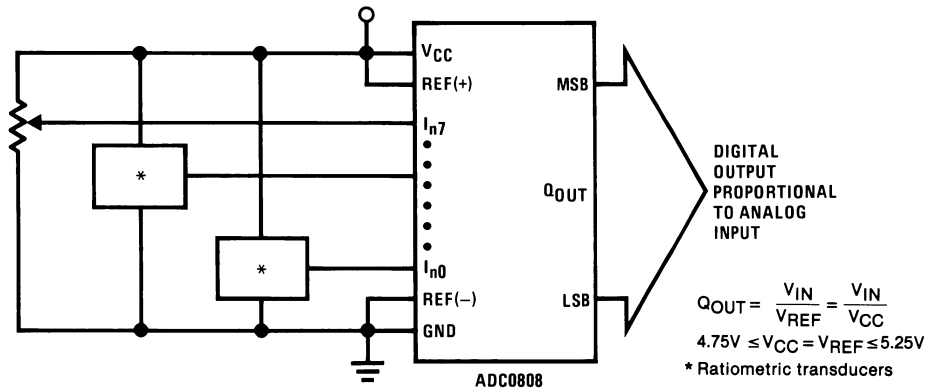 VCC
REF(+)
MSB
In7
*
DIGITAL
OUTPUT
PROPORTIONAL
TO ANALOG
INPUT
QOUT
*
In0
REF(−)
LSB
GND
ADC0808
QOUT = VIN/VREF = VIN/VCC
4.75V ≤ VCC = VREF ≤ 5.25V
* Ratiometric transducers